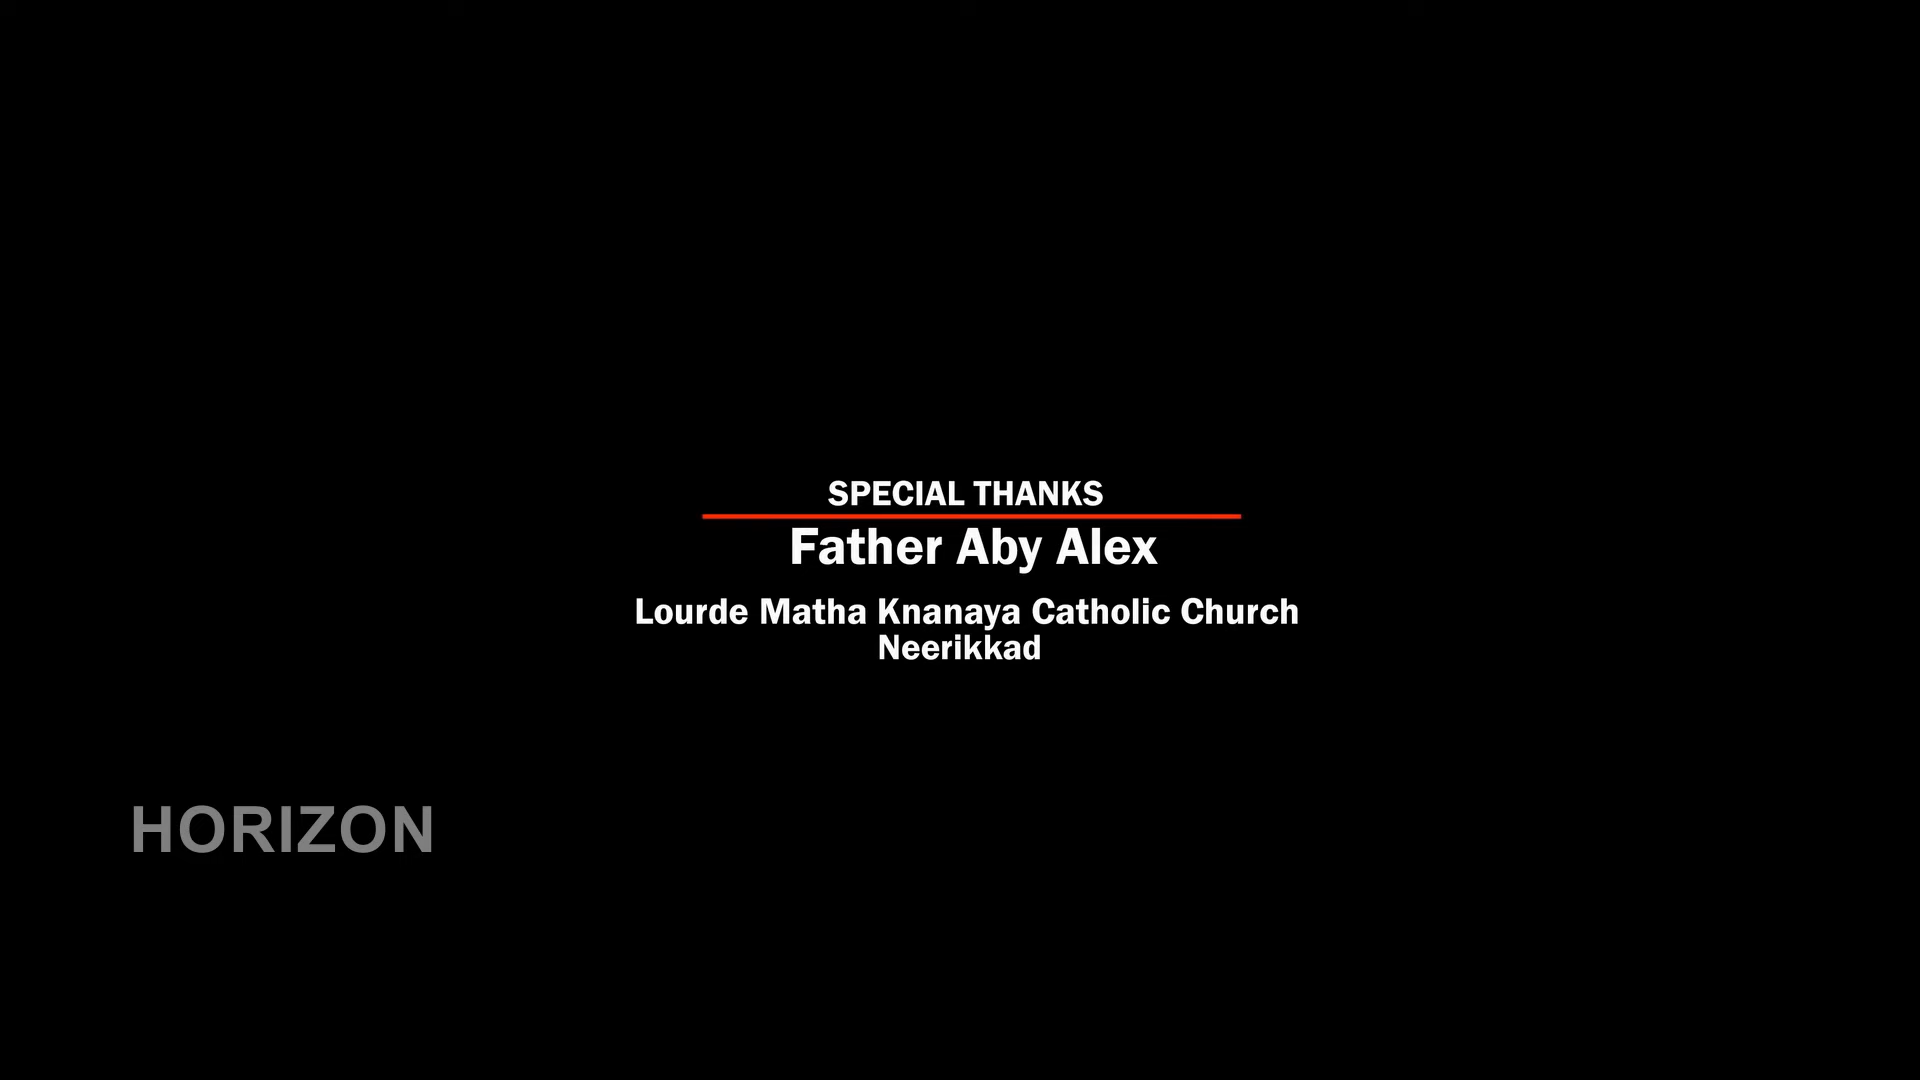 SPECIAL THANKS
Father Aby Alex
Lourde Matha Knanaya Catholic Church
Neerikkad
HORIZON